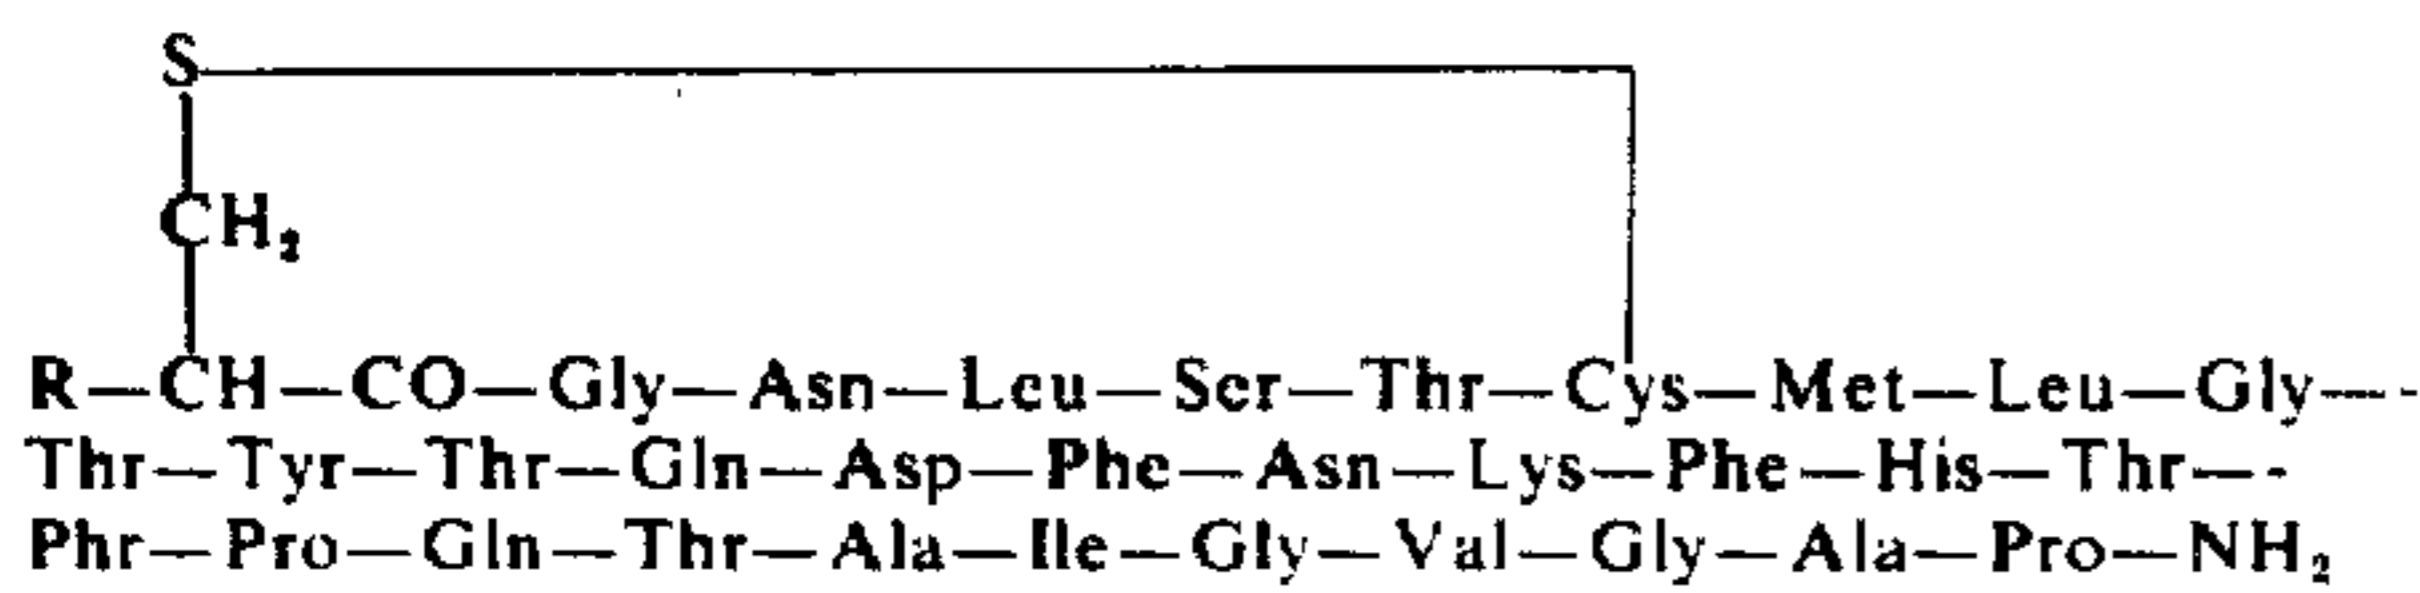 S
CH₂
R—CH—CO—Gly—Asn—Leu—Ser—Thr—Cys—Met—Leu—Gly—-
Thr—Tyr—Thr—Gln—Asp—Phe—Asn—Lys—Phe—His—Thr—-
Phr—Pro—Gln—Thr—Ala—Ile—Gly—Val—Gly—Ala—Pro—NH₂